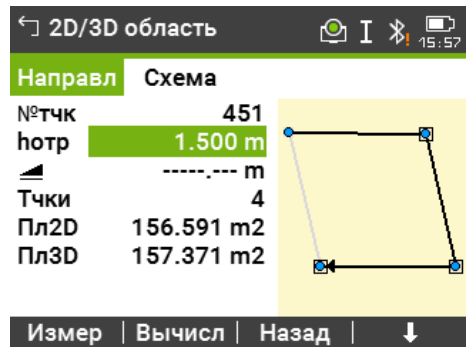 2D/3D область
15:57
Направл Схема
№тчк 451
hотр 1.500 m
-----.--- m
Тчки 4
Пл2D 156.591 m2
Пл3D 157.371 m2
Измер | Вычисл | Назад |